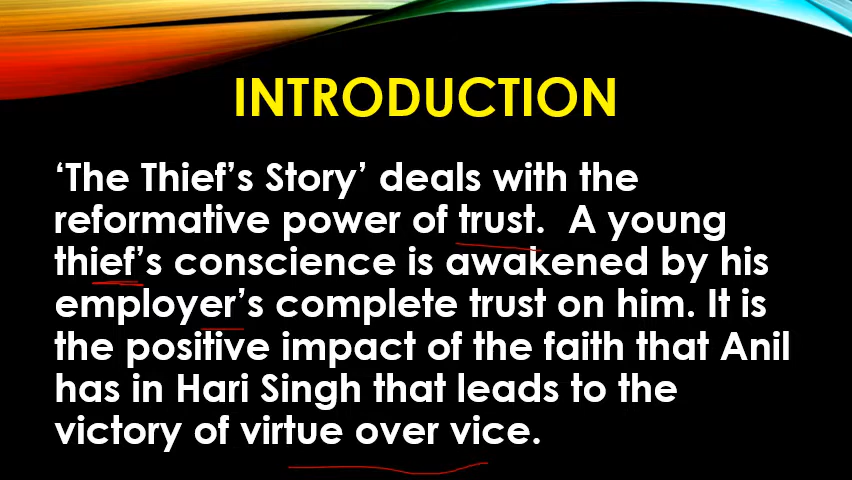 INTRODUCTION
‘The Thief’s Story’ deals with the
reformative power of trust.  A young
thief’s conscience is awakened by his
employer’s complete trust on him. It is
the positive impact of the faith that Anil
has in Hari Singh that leads to the
victory of virtue over vice.